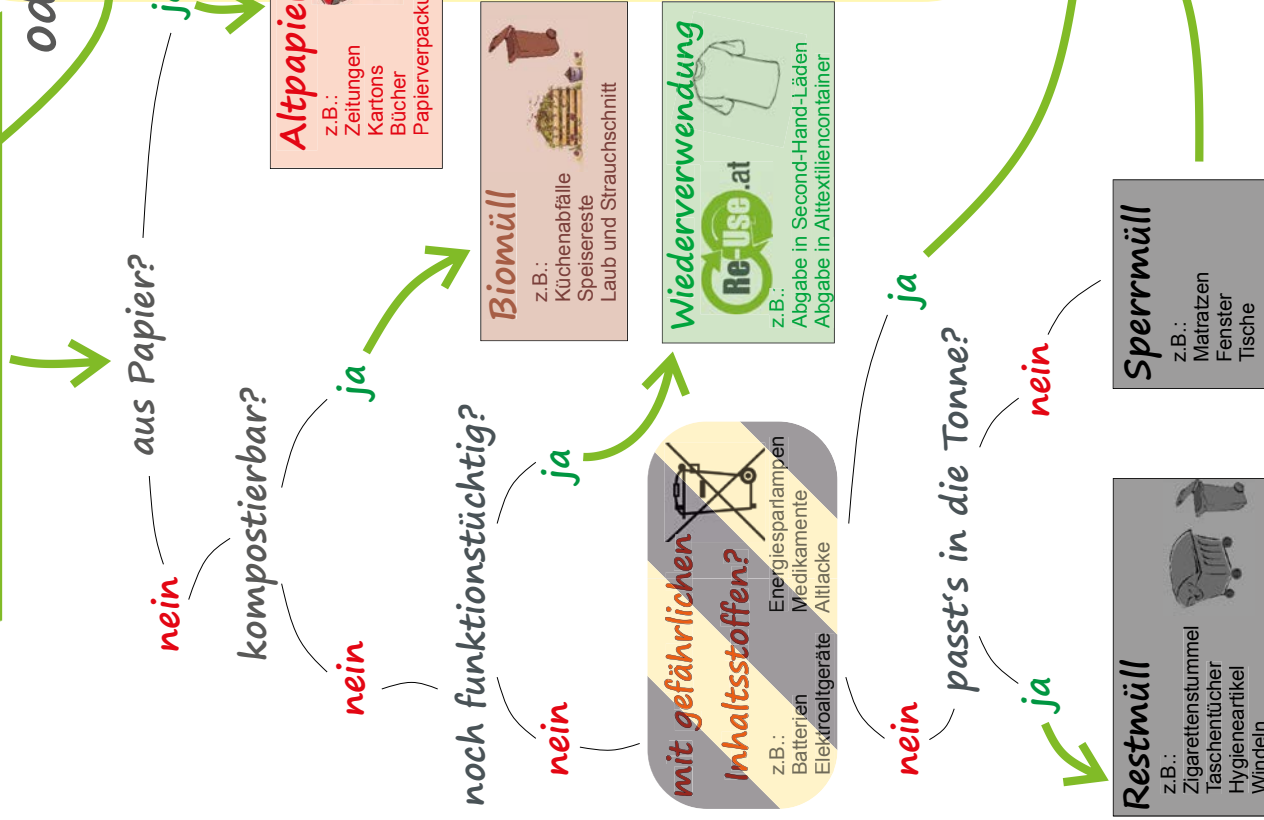 aus Papier?
ja
Altpapier
z.B.:
Zeitungen
Kartons
Bücher
nein
kompostierbar?
ja
Biomüll
z.B.:
Küchenabfälle
Speisereste
Laub und Strauchschnitt
nein
noch funktionstüchtig?
ja
Wiederverwendung
Re-Use.at
z.B.:
Abgabe in Second-Hand-Läden
Abgabe in Alttextiliencontainer
nein
mit gefährlichen
Inhaltsstoffen?
z.B.:
Batterien
Elektroaltgeräte
Energiesparlampen
Medikamente
Altlacke
ja
nein
passt's in die Tonne?
nein
Sperrmüll
z.B.:
Matratzen
Fenster
Tische
ja
Restmüll
z.B.:
Zigarettenstummel
Taschentücher
Hygieneartikel
Windeln